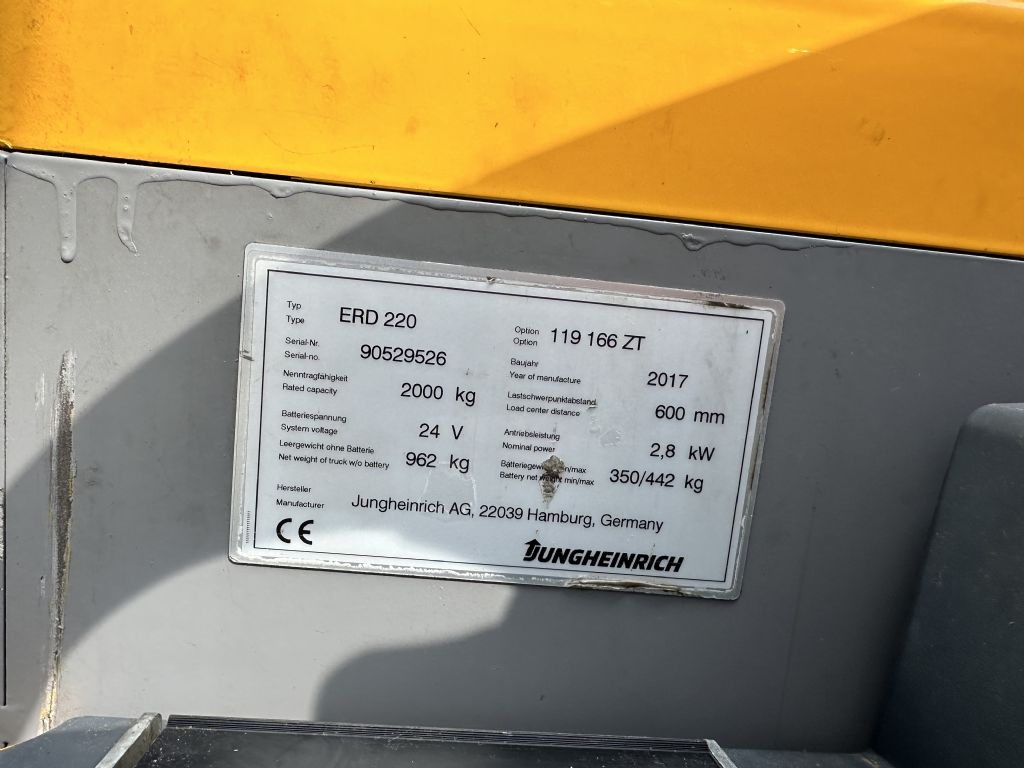 Typ
Type ERD 220
Option
Option 119 166 ZT
Serial-Nr.
Serial-no. 90529526
Baujahr
Year of manufacture 2017
Nenntragfähigkeit
Rated capacity 2000 kg
Lastschwerpunktabstand
Load center distance 600 mm
Batteriespannung
System voltage 24 V
Antriebsleistung
Nominal power 2,8 kW
Leergewicht ohne Batterie
Net weight of truck w/o battery 962 kg
Batteriegewicht min/max
Battery net weight min/max 350/442 kg
Hersteller
Manufacturer Jungheinrich AG, 22039 Hamburg, Germany
CE
JUNGHEINRICH